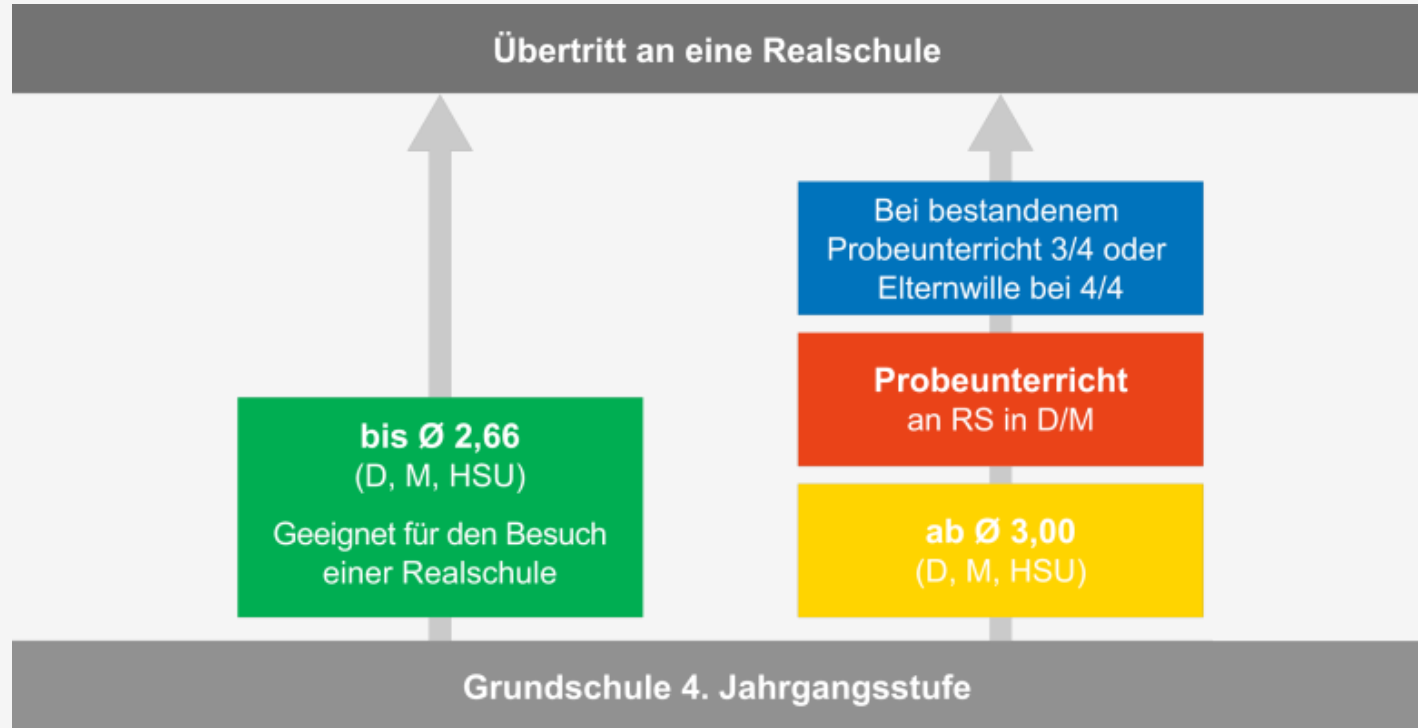 Übertritt an eine Realschule
bis Ø 2,66
(D, M, HSU)
Geeignet für den Besuch
einer Realschule
Bei bestandenem
Probeunterricht 3/4 oder
Elternwille bei 4/4
Probeunterricht
an RS in D/M
ab Ø 3,00
(D, M, HSU)
Grundschule 4. Jahrgangsstufe